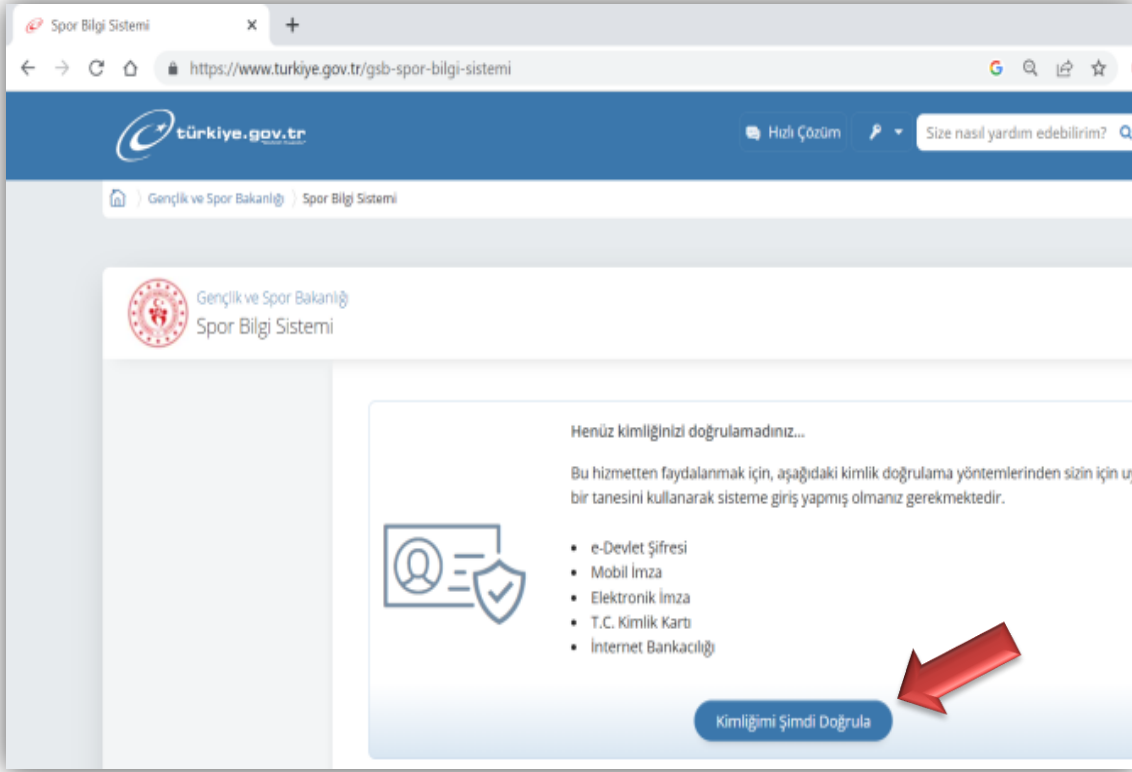 Spor Bilgi Sistemi
https://www.turkiye.gov.tr/gsb-spor-bilgi-sistemi
türkiye.gov.tr
Hızlı Çözüm
Size nasıl yardım edebilirim?
Gençlik ve Spor Bakanlığı
Spor Bilgi Sistemi
Gençlik ve Spor Bakanlığı
Spor Bilgi Sistemi
Henüz kimliğinizi doğrulamadınız...
Bu hizmetten faydalanmak için, aşağıdaki kimlik doğrulama yöntemlerinden sizin için
bir tanesini kullanarak sisteme giriş yapmış olmanız gerekmektedir.
• e-Devlet Şifresi
• Mobil İmza
• Elektronik İmza
• T.C. Kimlik Kartı
• İnternet Bankacılığı
Kimliğimi Şimdi Doğrula